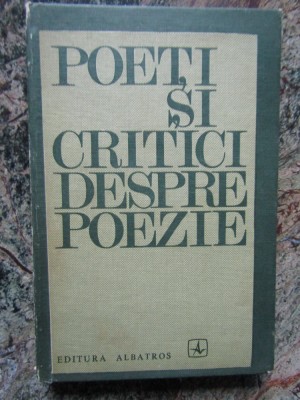 POEȚI
ȘI
CRITICI
DESPRE
POEZIE
EDITURA ALBATROS